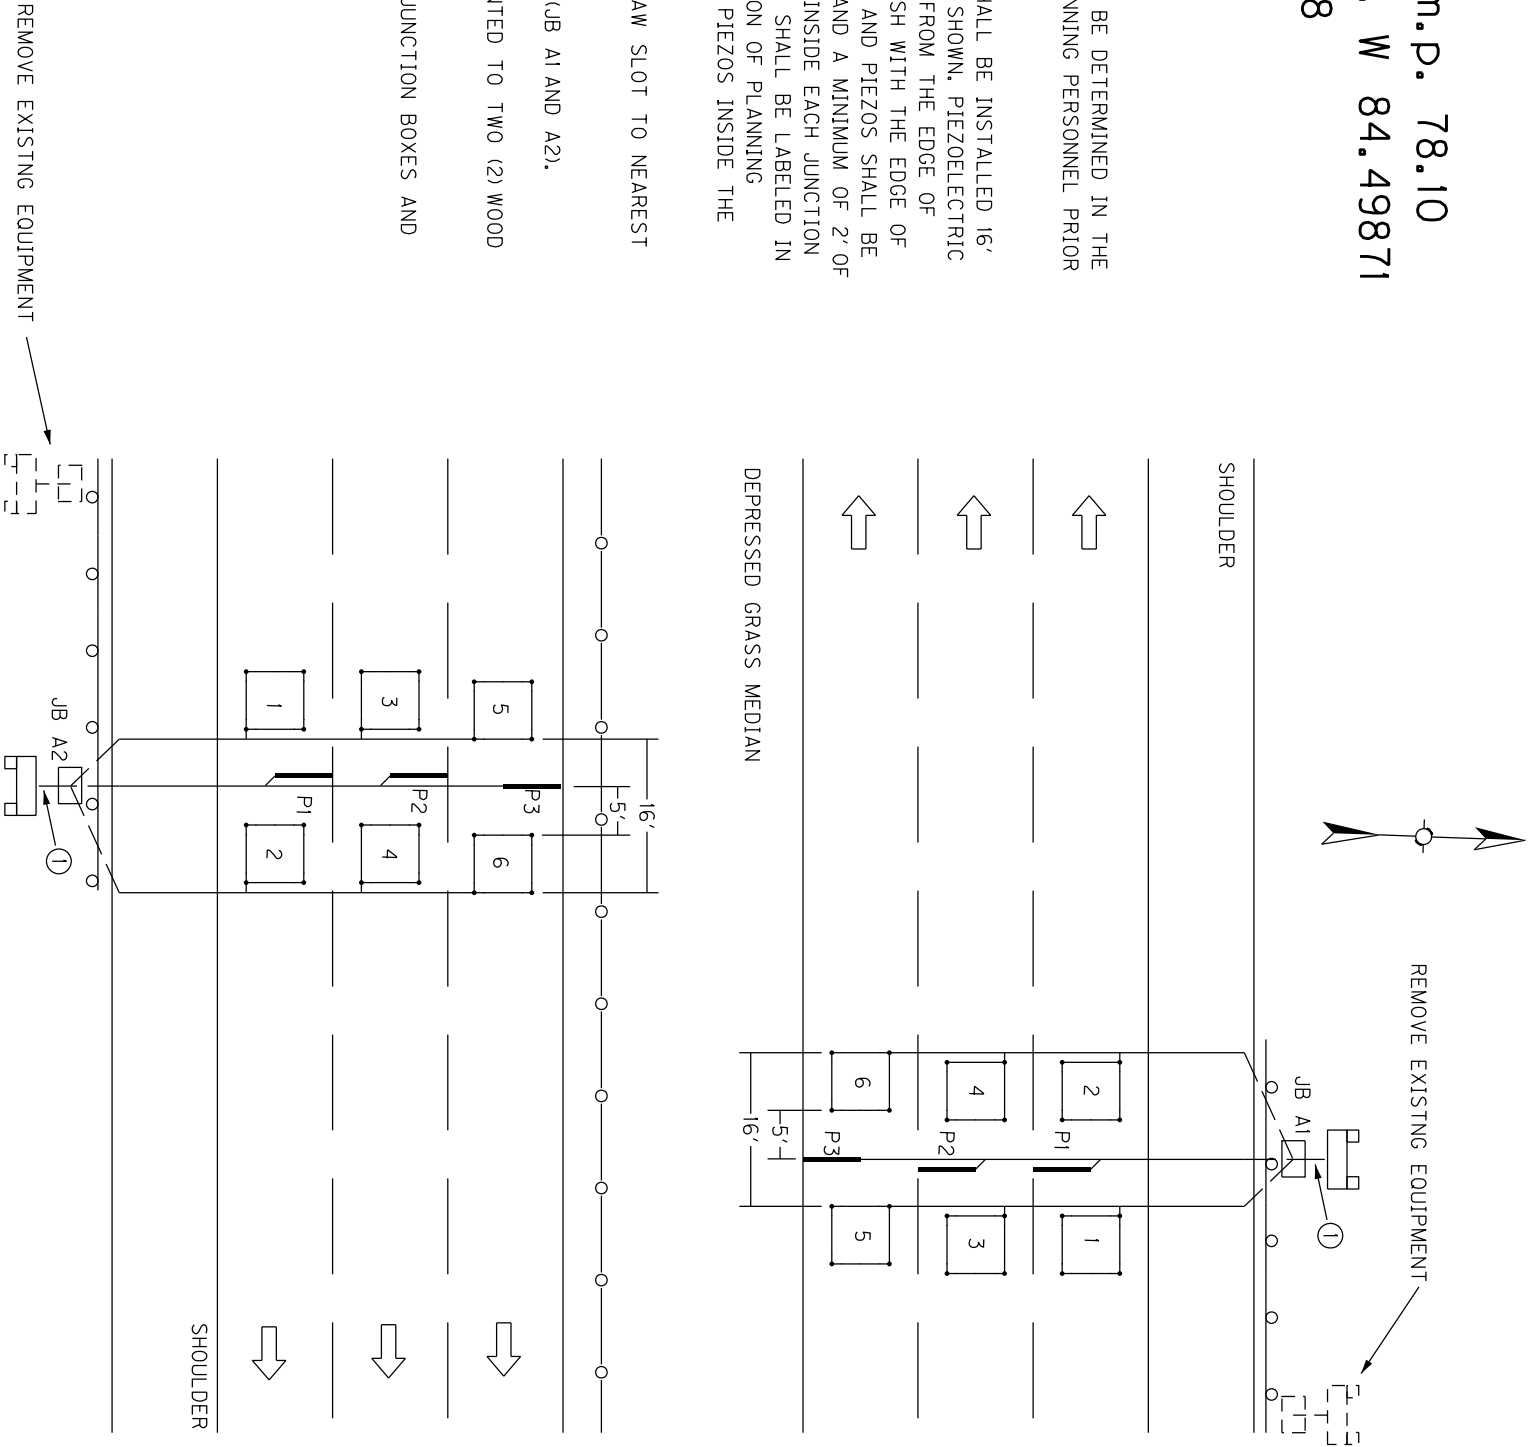 m.p. 78.10
. W 84.49871
8
BE DETERMINED IN THE
NNING PERSONNEL PRIOR
HALL BE INSTALLED 16'
SHOWN. PIEZOELECTRIC
FROM THE EDGE OF
SH WITH THE EDGE OF
AND PIEZOS SHALL BE
AND A MINIMUM OF 2' OF
INSIDE EACH JUNCTION
SHALL BE LABELED IN
ON OF PLANNING
PIEZOS INSIDE THE
AW SLOT TO NEAREST
(JB A1 AND A2).
NTED TO TWO (2) WOOD
JUNCTION BOXES AND
REMOVE EXISTNG EQUIPMENT
REMOVE EXISTNG EQUIPMENT
1
JB A1
SHOULDER
2
1
P1
4
3
P2
6
5
P3
5'
16'
DEPRESSED GRASS MEDIAN
16'
5'
P3
5
6
P2
3
4
P1
1
2
SHOULDER
JB A2
1